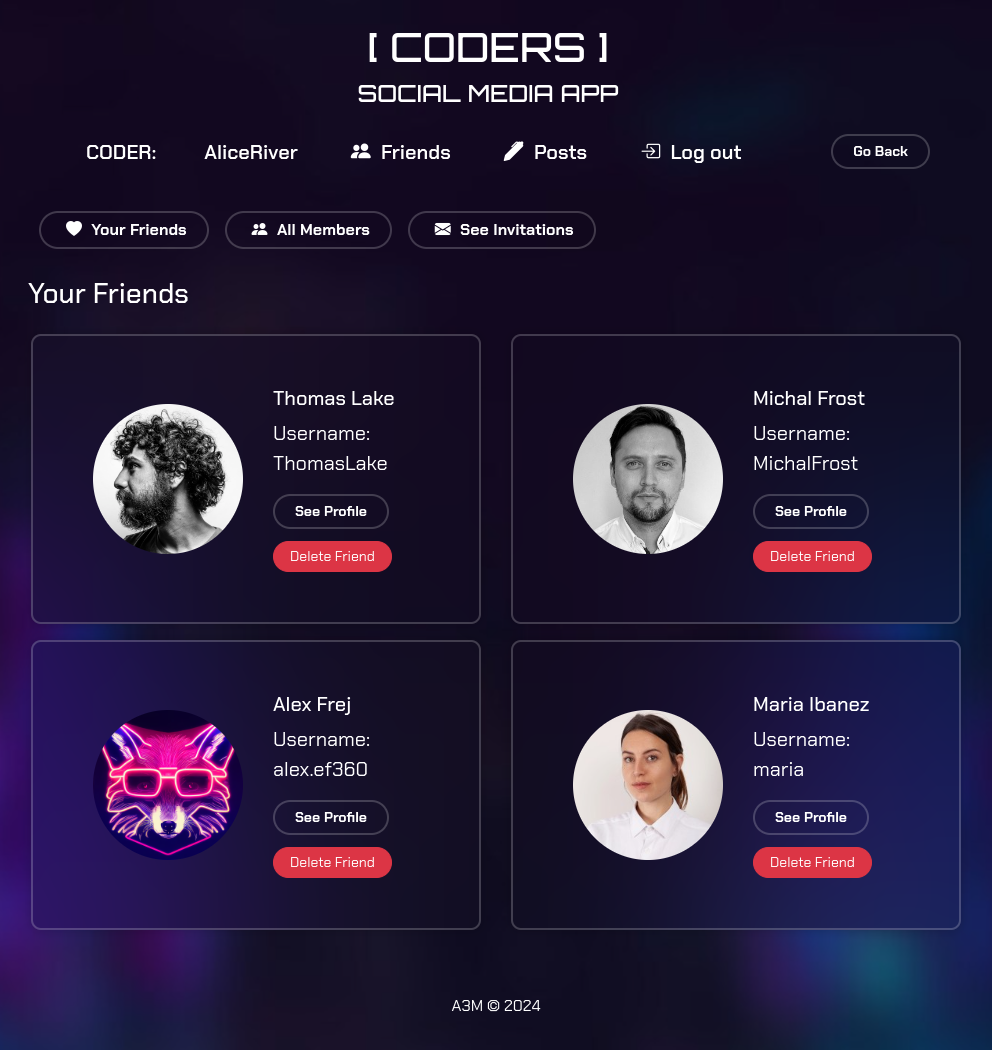 [ CODERS ]
SOCIAL MEDIA APP
CODER: AliceRiver Friends Posts Log out Go Back
Your Friends All Members See Invitations
Your Friends
Thomas Lake
Username:
ThomasLake
See Profile
Delete Friend
Michal Frost
Username:
MichalFrost
See Profile
Delete Friend
Alex Frej
Username:
alex.ef360
See Profile
Delete Friend
Maria Ibanez
Username:
maria
See Profile
Delete Friend
A3M © 2024